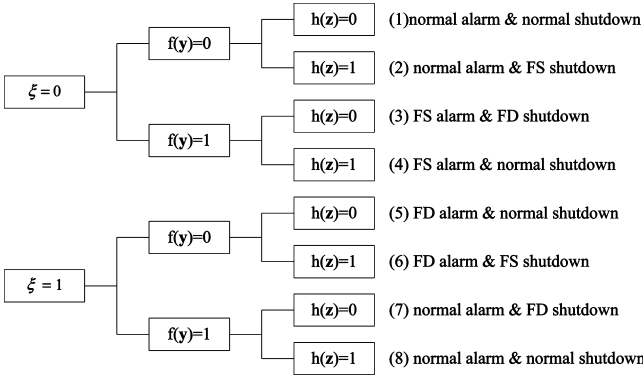 h(z)=0 (1)normal alarm & normal shutdown
f(y)=0
h(z)=1 (2) normal alarm & FS shutdown
ξ = 0
h(z)=0 (3) FS alarm & FD shutdown
f(y)=1
h(z)=1 (4) FS alarm & normal shutdown
h(z)=0 (5) FD alarm & normal shutdown
f(y)=0
h(z)=1 (6) FD alarm & FS shutdown
ξ = 1
h(z)=0 (7) normal alarm & FD shutdown
f(y)=1
h(z)=1 (8) normal alarm & normal shutdown